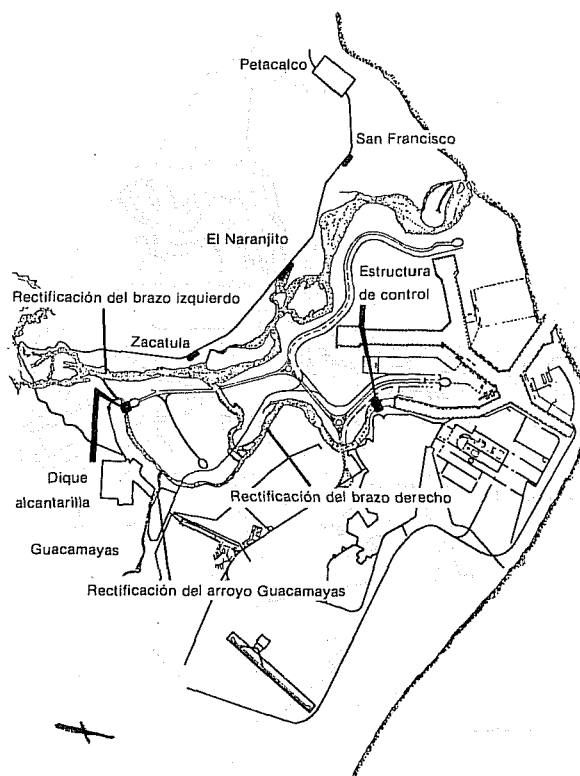 Petacalco
San Francisco
El Naranjito
Estructura
de control
Rectificación del brazo izquierdo
Zacatula
Dique
alcantarilla
Rectificación del brazo derecho
Guacamayas
Rectificación del arroyo Guacamayas